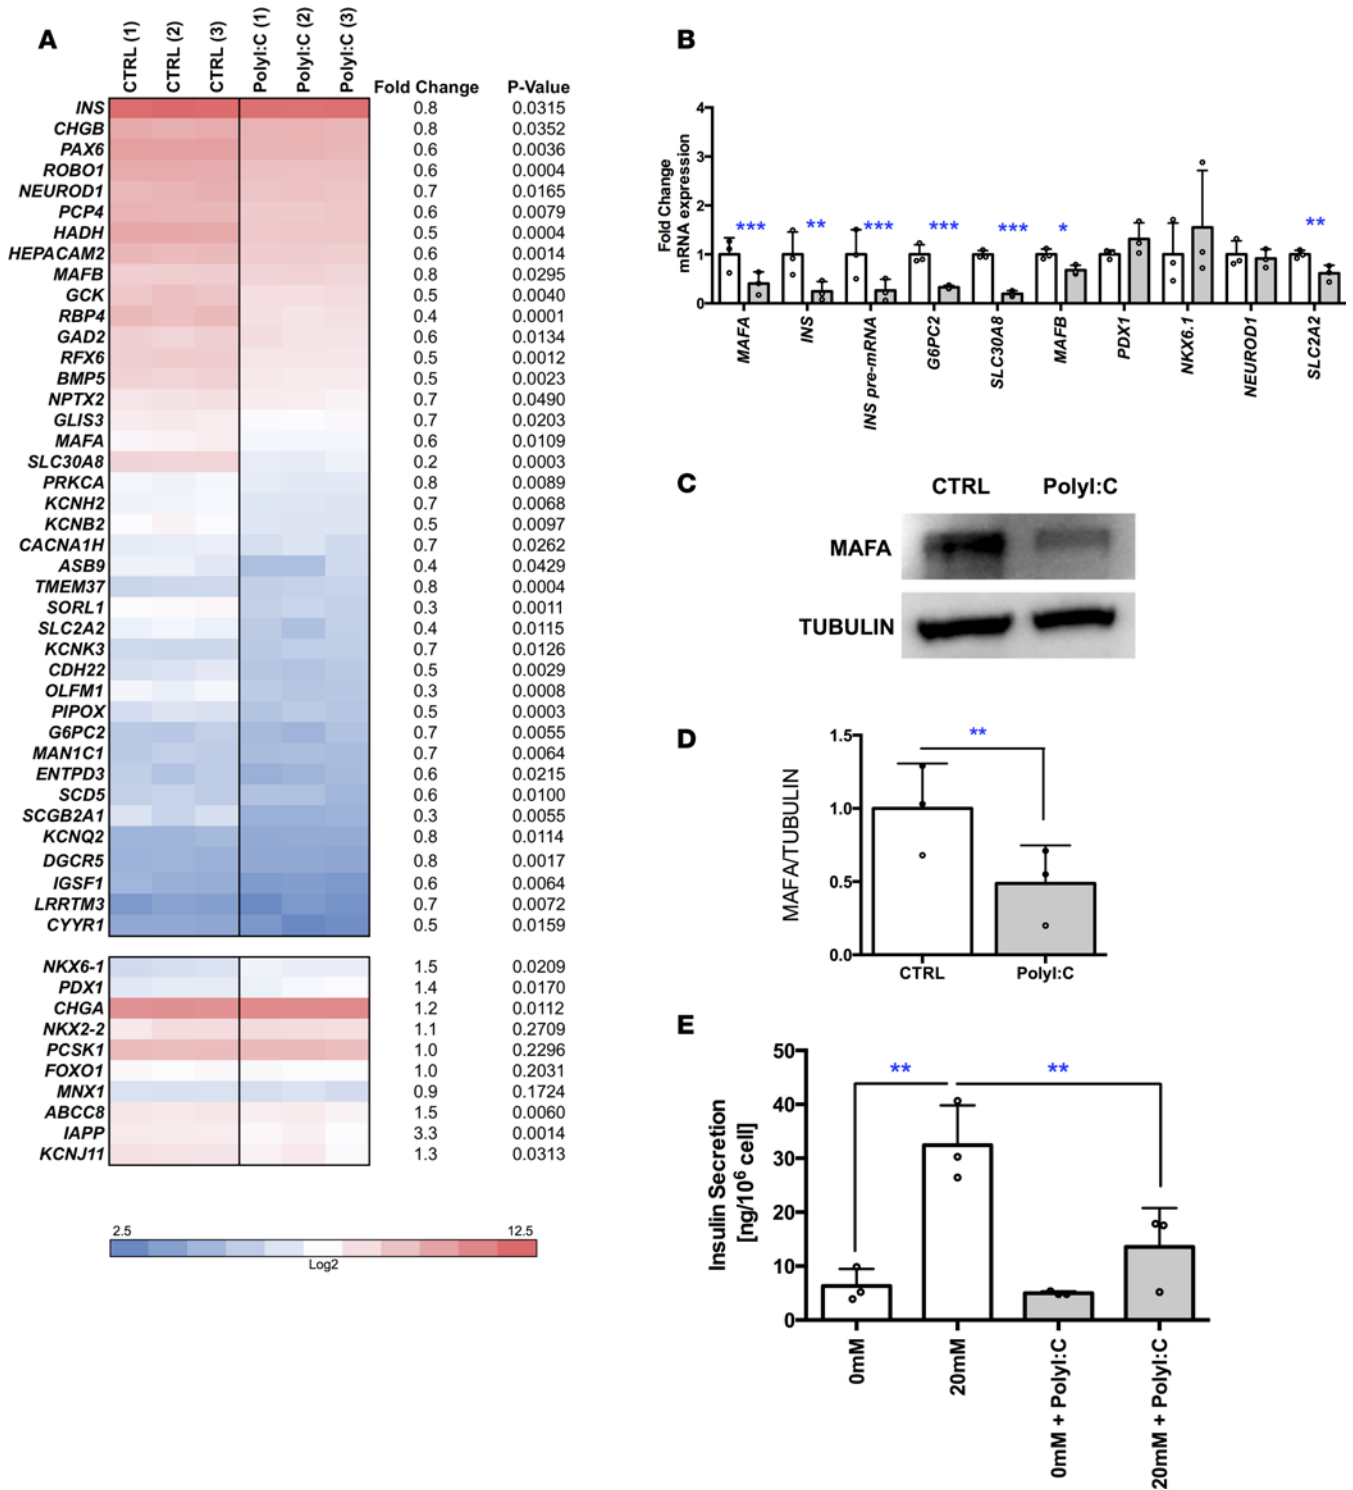 A
CTRL (1)
CTRL (2)
CTRL (3)
PolyI:C (1)
PolyI:C (2)
PolyI:C (3)
Fold Change P-Value
INS 0.8 0.0315
CHGB 0.8 0.0352
PAX6 0.6 0.0036
ROBO1 0.6 0.0004
NEUROD1 0.7 0.0165
PCP4 0.6 0.0079
HADH 0.5 0.0004
HEPACAM2 0.6 0.0014
MAFB 0.8 0.0295
GCK 0.5 0.0040
RBP4 0.4 0.0001
GAD2 0.6 0.0134
RFX6 0.5 0.0012
BMP5 0.5 0.0023
NPTX2 0.7 0.0490
GLIS3 0.7 0.0203
MAFA 0.6 0.0109
SLC30A8 0.2 0.0003
PRKCA 0.8 0.0089
KCNH2 0.7 0.0068
KCNB2 0.5 0.0097
CACNA1H 0.7 0.0262
ASB9 0.4 0.0429
TMEM37 0.8 0.0004
SORL1 0.3 0.0011
SLC2A2 0.4 0.0115
KCNK3 0.7 0.0126
CDH22 0.5 0.0029
OLFM1 0.3 0.0008
PIPOX 0.5 0.0003
G6PC2 0.7 0.0055
MAN1C1 0.7 0.0064
ENTPD3 0.6 0.0215
SCD5 0.6 0.0100
SCGB2A1 0.3 0.0055
KCNQ2 0.8 0.0114
DGCR5 0.8 0.0017
IGSF1 0.6 0.0064
LRRTM3 0.7 0.0072
CYYR1 0.5 0.0159
NKX6-1 1.5 0.0209
PDX1 1.4 0.0170
CHGA 1.2 0.0112
NKX2-2 1.1 0.2709
PCSK1 1.0 0.2296
FOXO1 1.0 0.2031
MNX1 0.9 0.1724
ABCC8 1.5 0.0060
IAPP 3.3 0.0014
KCNJ11 1.3 0.0313
2.5 12.5
Log2
B
Fold Change
mRNA expression
4
3
2
1
0
*** ** *** *** *** * **
MAFA
INS
INS pre-mRNA
G6PC2
SLC30A8
MAFB
PDX1
NKX6.1
NEUROD1
SLC2A2
C
CTRL PolyI:C
MAFA
TUBULIN
D
MAFA/TUBULIN
1.5
1.0
0.5
0.0
**
CTRL PolyI:C
E
Insulin Secretion
[ng/10⁶ cell]
50
40
30
20
10
0
** **
0mM
20mM
0mM + PolyI:C
20mM + PolyI:C